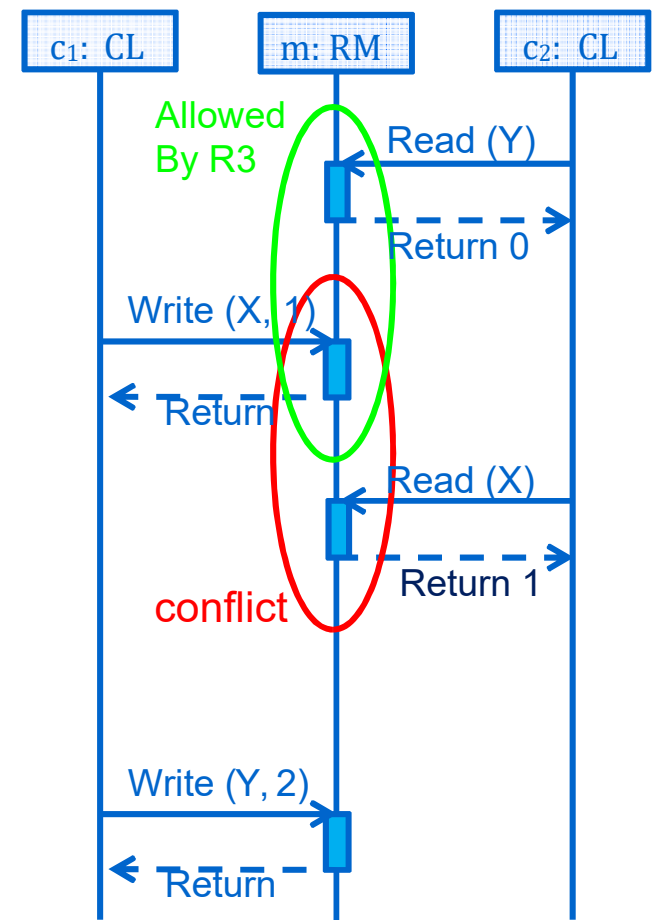 c₁: CL
m: RM
c₂: CL
Allowed
By R3
Read (Y)
Return 0
Write (X, 1)
Return
Read (X)
Return 1
conflict
Write (Y, 2)
Return